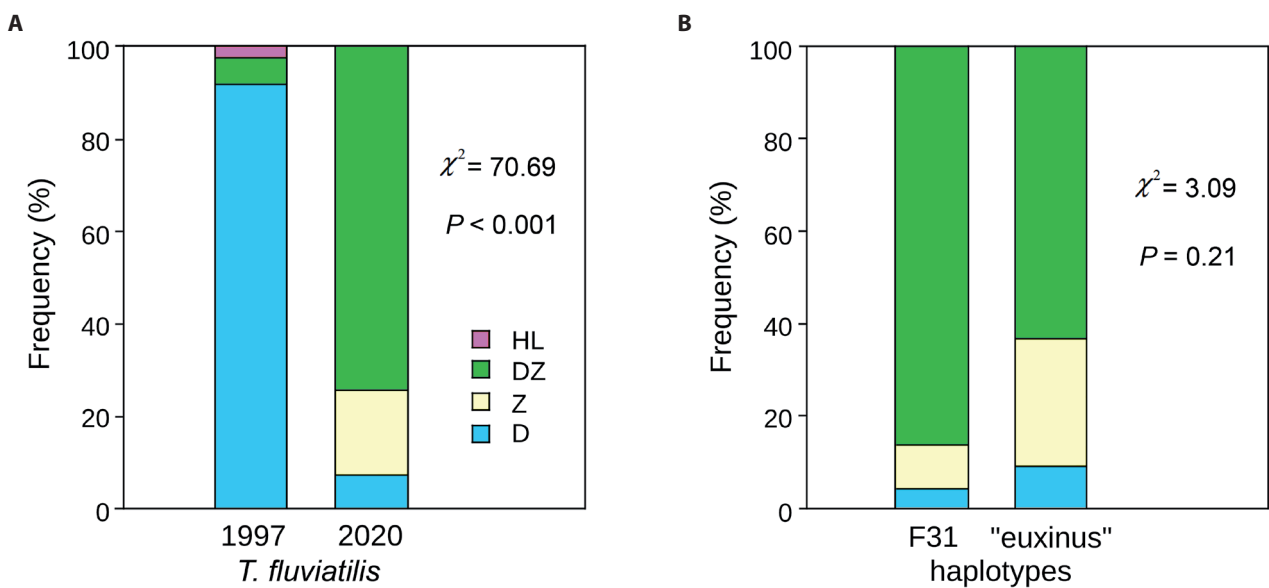 A
100
80
60
40
20
0
Frequency (%)
χ² = 70.69
P < 0.001
HL
DZ
Z
D
1997 2020
T. fluviatilis
B
100
80
60
40
20
0
Frequency (%)
χ² = 3.09
P = 0.21
F31 "euxinus"
haplotypes